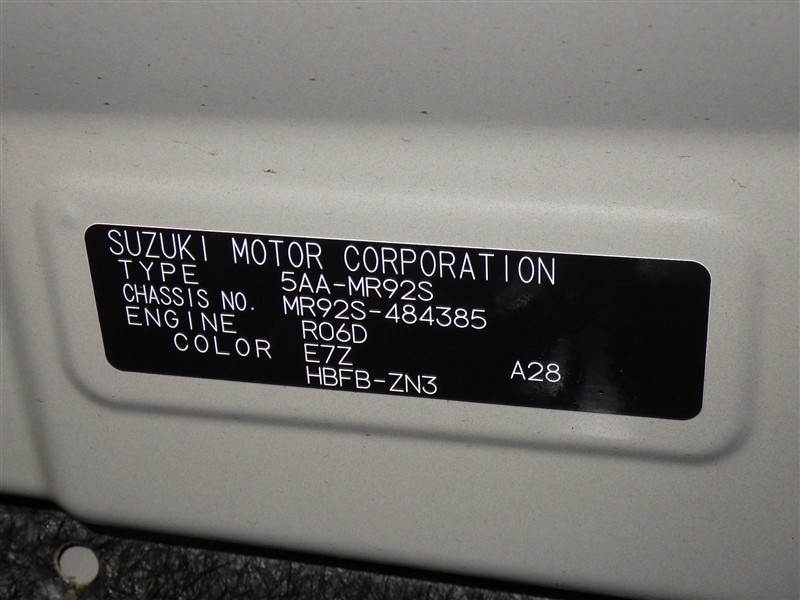 SUZUKI MOTOR CORPORATION
TYPE 5AA-MR92S
CHASSIS NO. MR92S-484385
ENGINE R06D
COLOR E7Z
HBFB-ZN3 A28